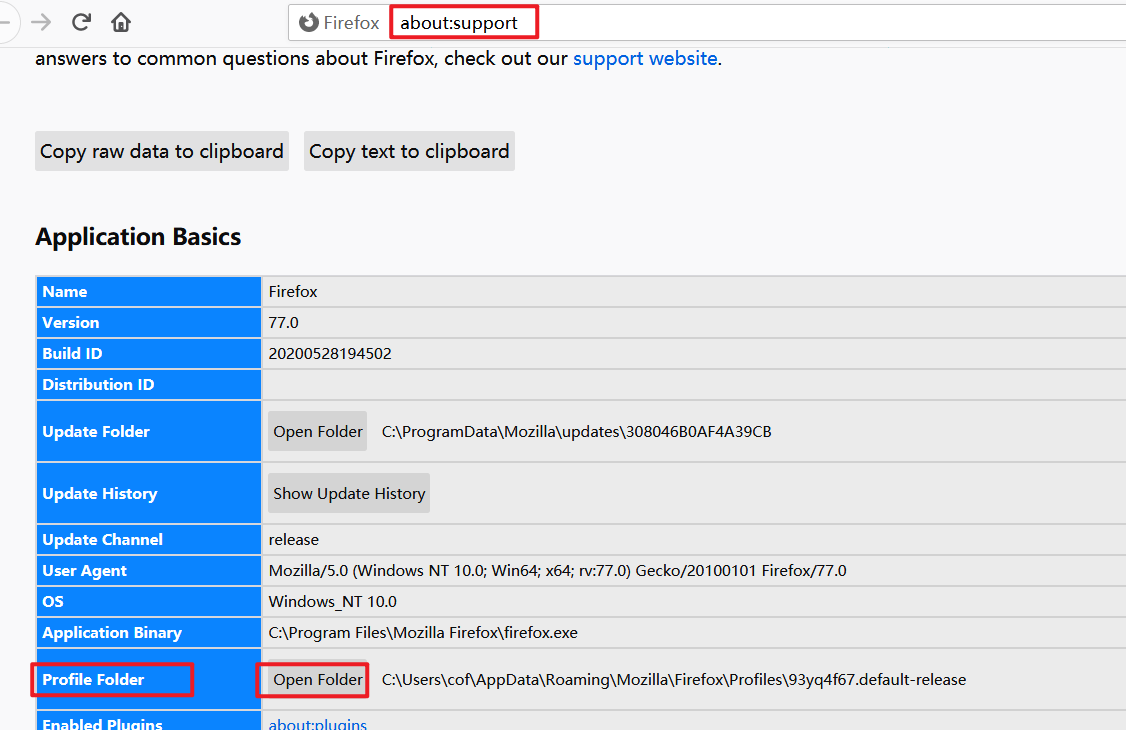 Firefox about:support
answers to common questions about Firefox, check out our support website.
Copy raw data to clipboard Copy text to clipboard
Application Basics
Name Firefox
Version 77.0
Build ID 20200528194502
Distribution ID
Update Folder Open Folder C:\ProgramData\Mozilla\updates\308046B0AF4A39CB
Update History Show Update History
Update Channel release
User Agent Mozilla/5.0 (Windows NT 10.0; Win64; x64; rv:77.0) Gecko/20100101 Firefox/77.0
OS Windows_NT 10.0
Application Binary C:\Program Files\Mozilla Firefox\firefox.exe
Profile Folder Open Folder C:\Users\cof\AppData\Roaming\Mozilla\Firefox\Profiles\93yq4f67.default-release
Enabled Plugins about:plugins